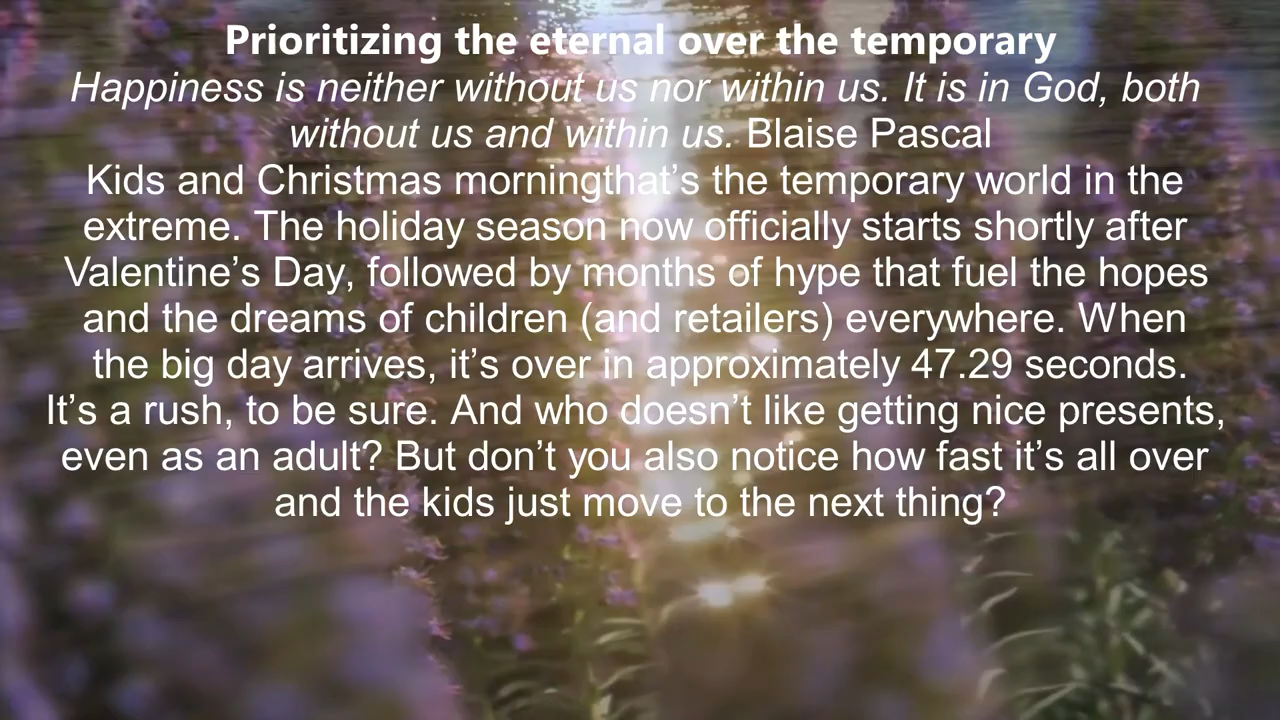 Prioritizing the eternal over the temporary
Happiness is neither without us nor within us. It is in God, both
without us and within us. Blaise Pascal
Kids and Christmas morningthat’s the temporary world in the
extreme. The holiday season now officially starts shortly after
Valentine’s Day, followed by months of hype that fuel the hopes
and the dreams of children (and retailers) everywhere. When
the big day arrives, it’s over in approximately 47.29 seconds.
It’s a rush, to be sure. And who doesn’t like getting nice presents,
even as an adult? But don’t you also notice how fast it’s all over
and the kids just move to the next thing?